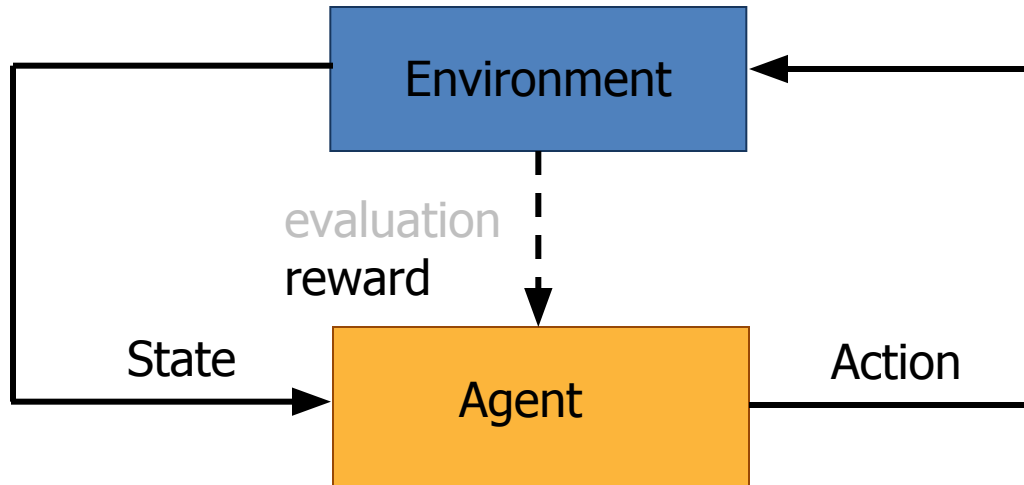 Environment
evaluation
reward
State
Action
Agent